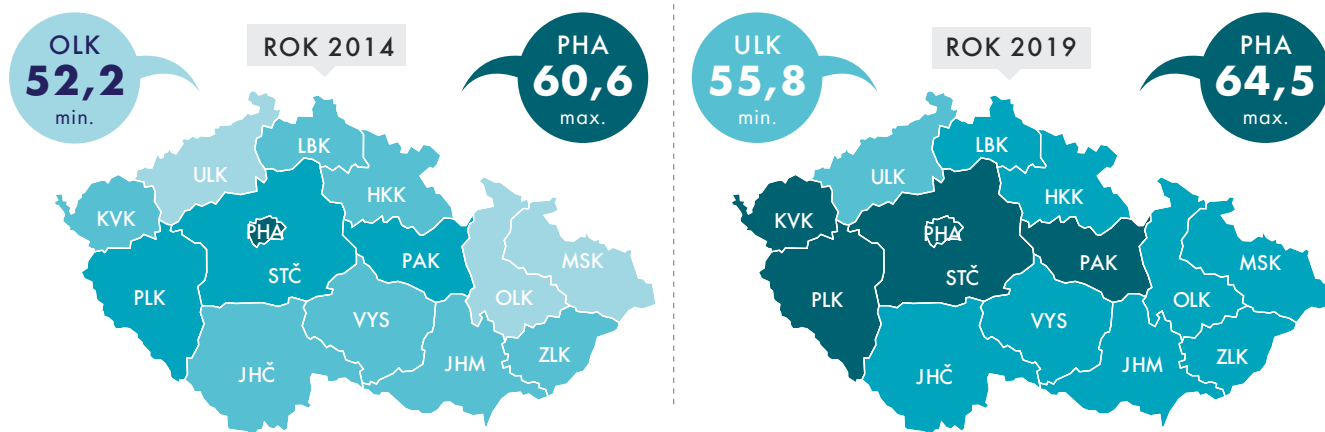 OLK
52,2
min.
ROK 2014
PHA
60,6
max.
LBK
ULK
HKK
KVK
PHA
STČ
PAK
MSK
PLK
OLK
VYS
ZLK
JHM
JHČ
ULK
55,8
min.
ROK 2019
PHA
64,5
max.
LBK
ULK
HKK
KVK
PHA
STČ
PAK
MSK
PLK
OLK
VYS
ZLK
JHM
JHČ